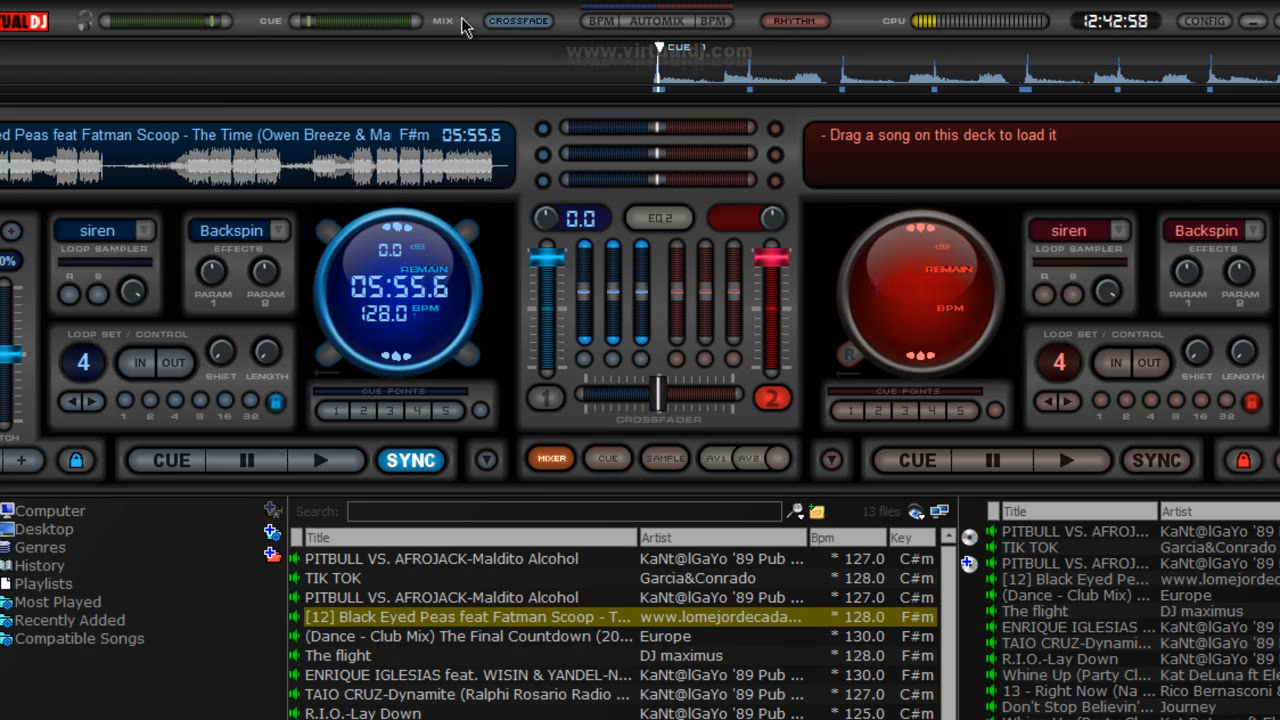 UALDJ CUE MIX CROSSFADE BPM AUTOMIX BPM RHYTHM CPU 12:42:58 CONFIG
www.virtualdj.com
CUE 1
ed Peas feat Fatman Scoop - The Time (Owen Breeze & Ma F#m 05:55.6
- Drag a song on this deck to load it
siren Backspin 0.0 EQ 2 siren Backspin
LOOP SAMPLER EFFECTS LOOP SAMPLER EFFECTS
0.0 dB dB
0% REMAIN REMAIN
R S PARAM 1 PARAM 2 05:55.6 R S PARAM 1 PARAM 2
128.0 BPM BPM
LOOP SET / CONTROL LOOP SET / CONTROL
4 IN OUT R 4 IN OUT
SHIFT LENGTH SHIFT LENGTH
CUE POINTS CUE POINTS
1 2 4 8 16 32 1 2 3 4 5 1 2 1 2 3 4 5 1 2 4 8 16 32
CROSSFADER
TCH
+ CUE SYNC MIXER CUE SAMPLE AV1 AV2 CUE SYNC
Computer
Desktop
Genres
History
Playlists
Most Played
Recently Added
Compatible Songs
Search: 13 files
Title Artist Bpm Key
PITBULL VS. AFROJACK-Maldito Alcohol KaNt@lGaYo '89 Pub ... * 127.0 C#m
TIK TOK Garcia&Conrado * 128.0 C#m
PITBULL VS. AFROJACK-Maldito Alcohol KaNt@lGaYo '89 Pub ... * 127.0 C#m
[12] Black Eyed Peas feat Fatman Scoop - T... www.lomejordecada... * 128.0 F#m
(Dance - Club Mix) The Final Countdown (20... Europe * 130.0 F#m
The flight DJ maximus * 128.0 F#m
ENRIQUE IGLESIAS feat. WISIN & YANDEL-N... KaNt@lGaYo '89 Pub ... * 130.0 F#m
TAIO CRUZ-Dynamite (Ralphi Rosario Radio ... KaNt@lGaYo '89 Pub ... * 127.0 C#m
R.I.O.-Lay Down KaNt@lGaYo '89 Pub ... * 125.0 C#m
Title Artist
PITBULL VS. AFROJ... KaNt@lGaYo '89
TIK TOK Garcia&Conrado
PITBULL VS. AFROJ... KaNt@lGaYo '89
[12] Black Eyed Pe... www.lomejordec
(Dance - Club Mix) ... Europe
The flight DJ maximus
ENRIQUE IGLESIAS ... KaNt@lGaYo '89
TAIO CRUZ-Dynami... KaNt@lGaYo '89
R.I.O.-Lay Down KaNt@lGaYo '89
Whine Up (Party Cl... Kat DeLuna ft Ele
13 - Right Now (Na ... Rico Bernasconi &
Don't Stop Believin'... Journey